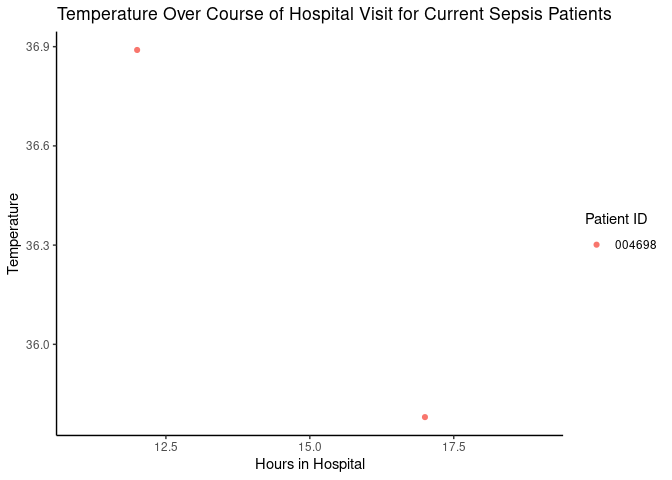 Temperature Over Course of Hospital Visit for Current Sepsis Patients
36.9
36.6
36.3
36.0
Temperature
Patient ID
004698
12.5 15.0 17.5
Hours in Hospital